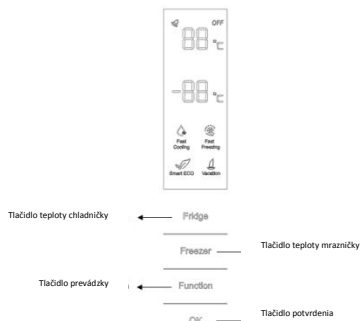 OFF
88 °C
-88 °C
Fast Cooling
Fast Freezing
Smart ECO
Vacation
Tlačidlo teploty chladničky
Fridge
Freezer
Tlačidlo teploty mrazničky
Tlačidlo prevádzky
Function
OK
Tlačidlo potvrdenia